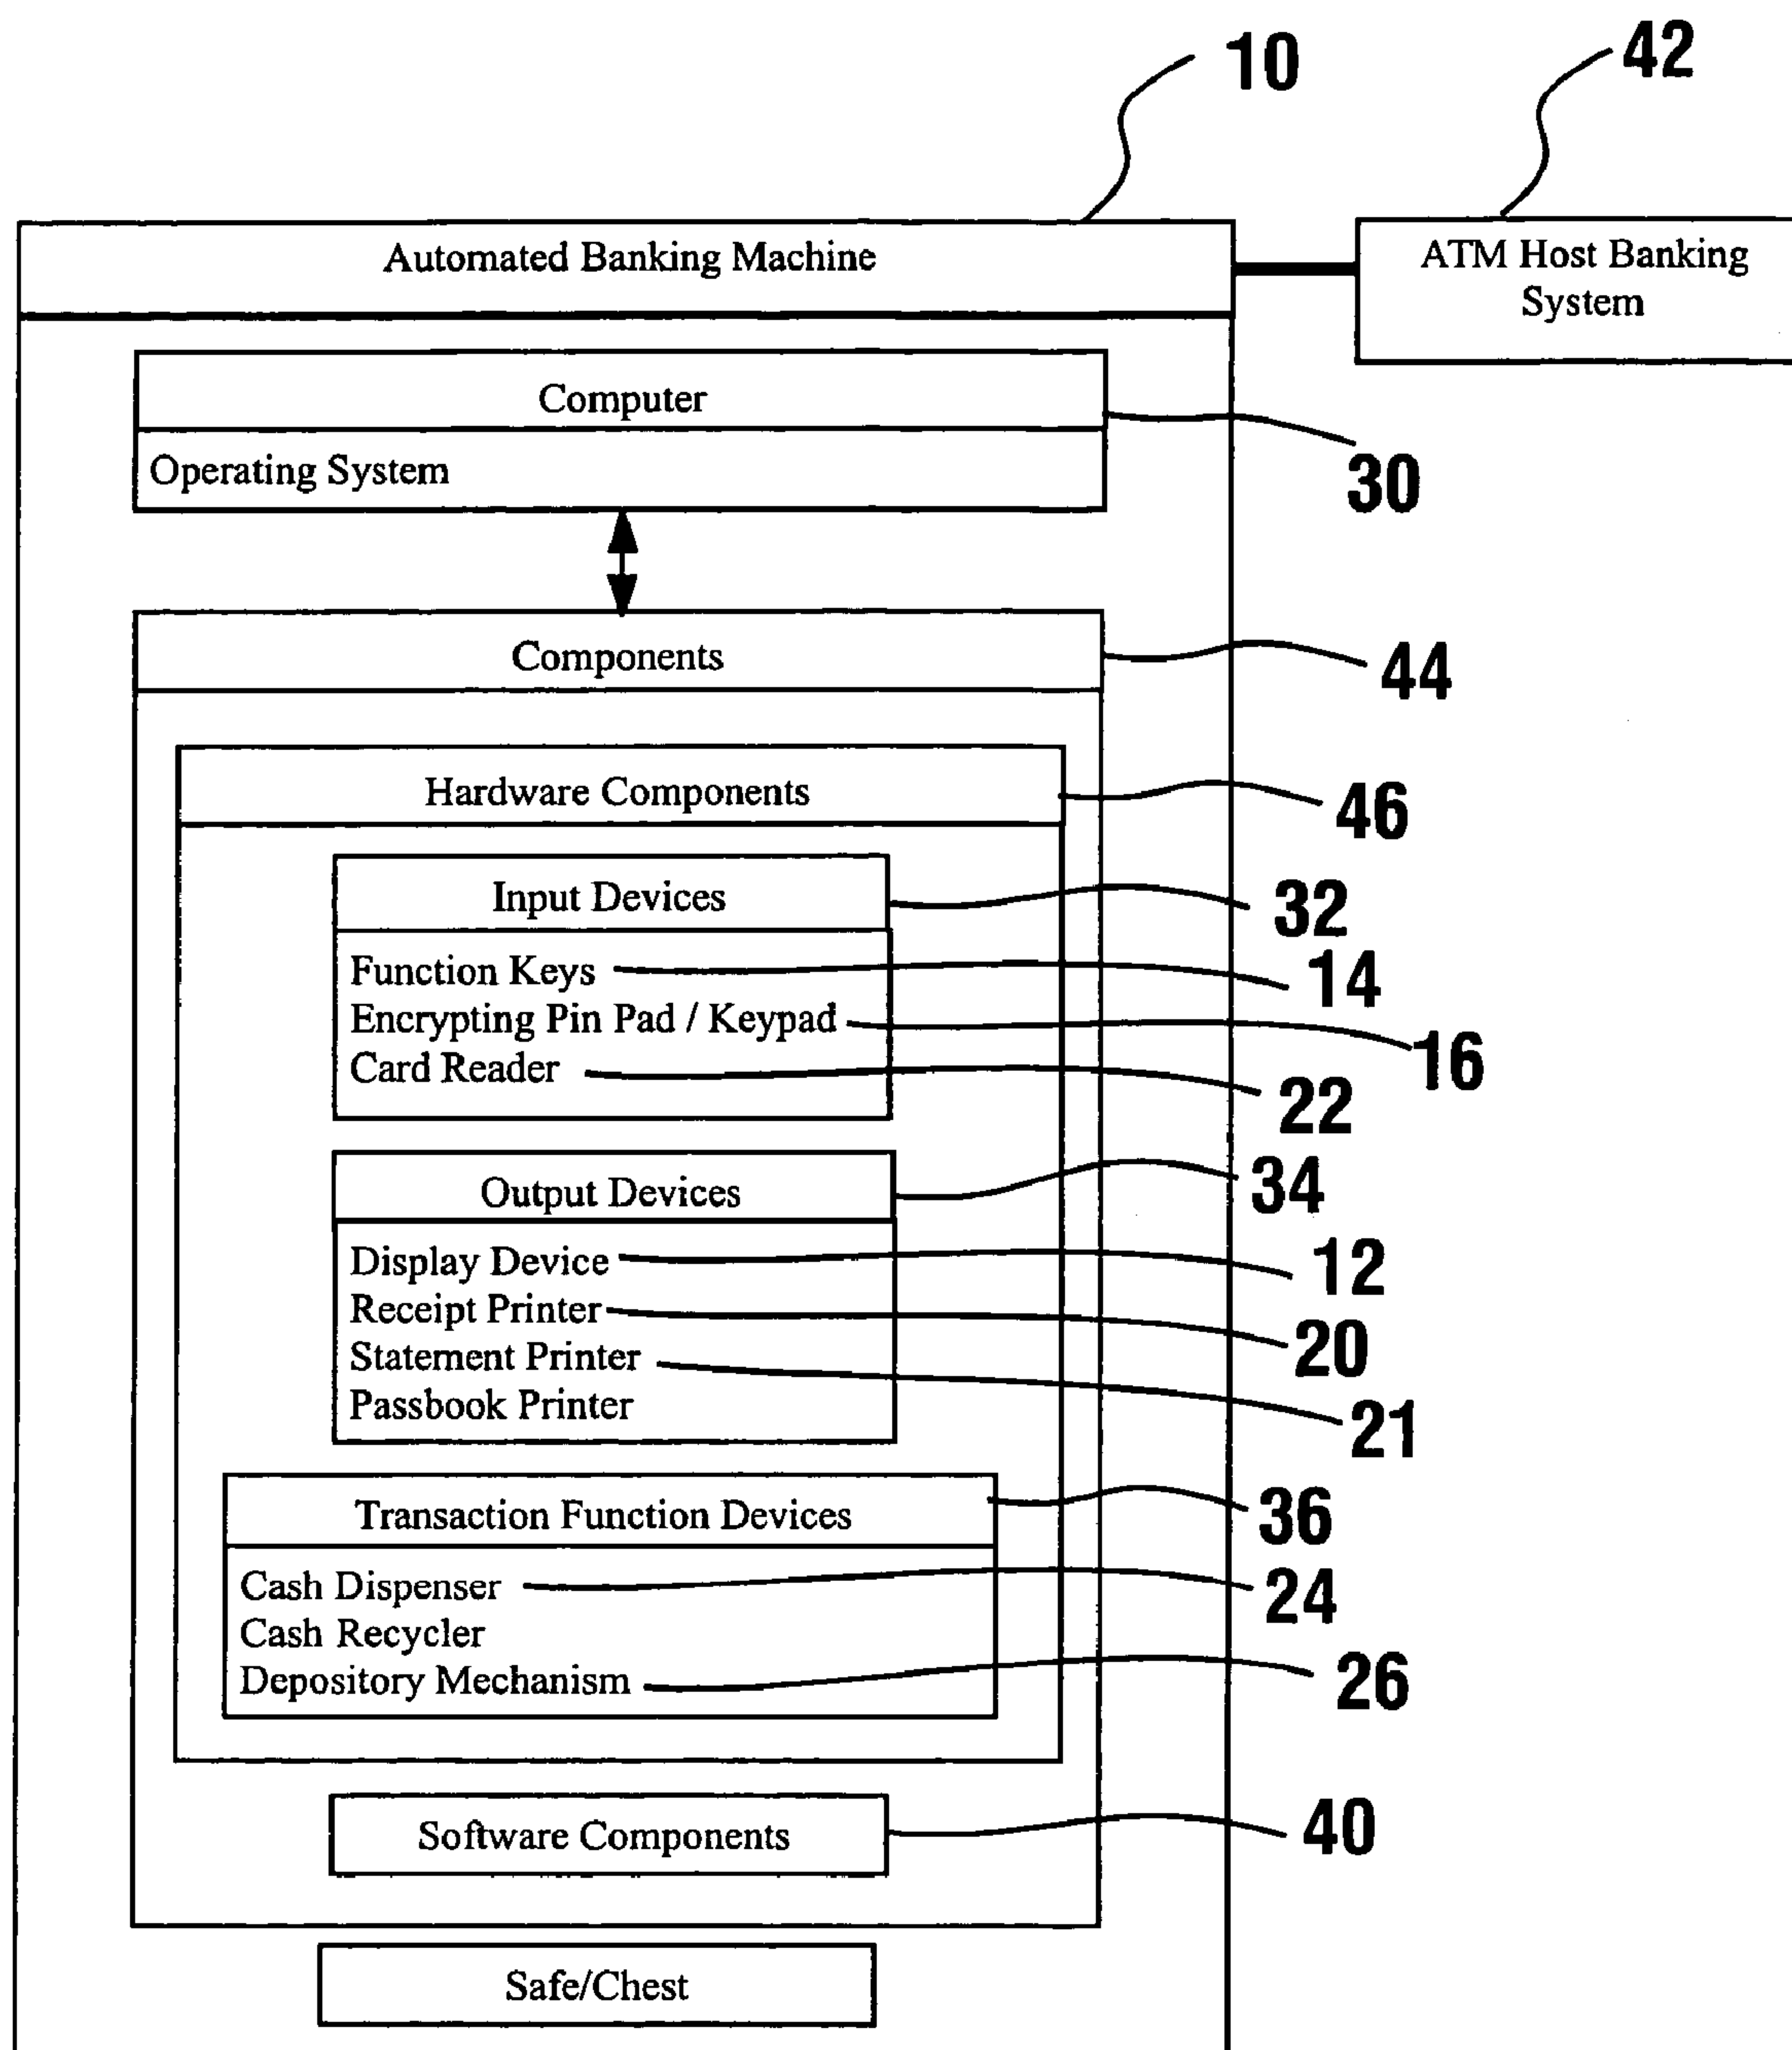 10
42
Automated Banking Machine
ATM Host Banking
System
Computer
30
Operating System
Components
44
Hardware Components
46
Input Devices
32
Function Keys
14
Encrypting Pin Pad / Keypad
16
Card Reader
22
Output Devices
34
Display Device
12
Receipt Printer
20
Statement Printer
21
Passbook Printer
Transaction Function Devices
36
Cash Dispenser
24
Cash Recycler
Depository Mechanism
26
Software Components
40
Safe/Chest